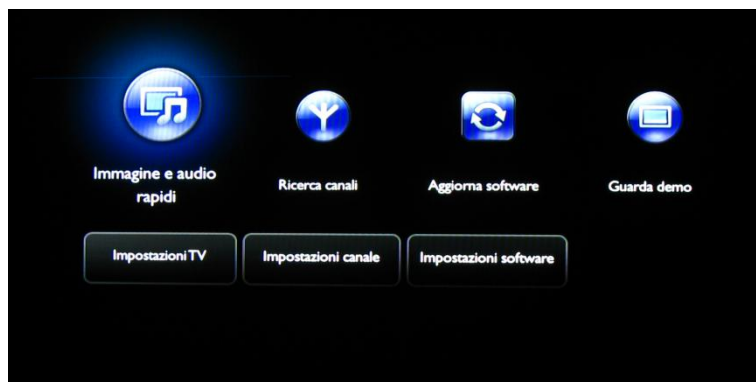 Immagine e audio
rapidi
Ricerca canali
Aggiorna software
Guarda demo
Impostazioni TV
Impostazioni canale
Impostazioni software